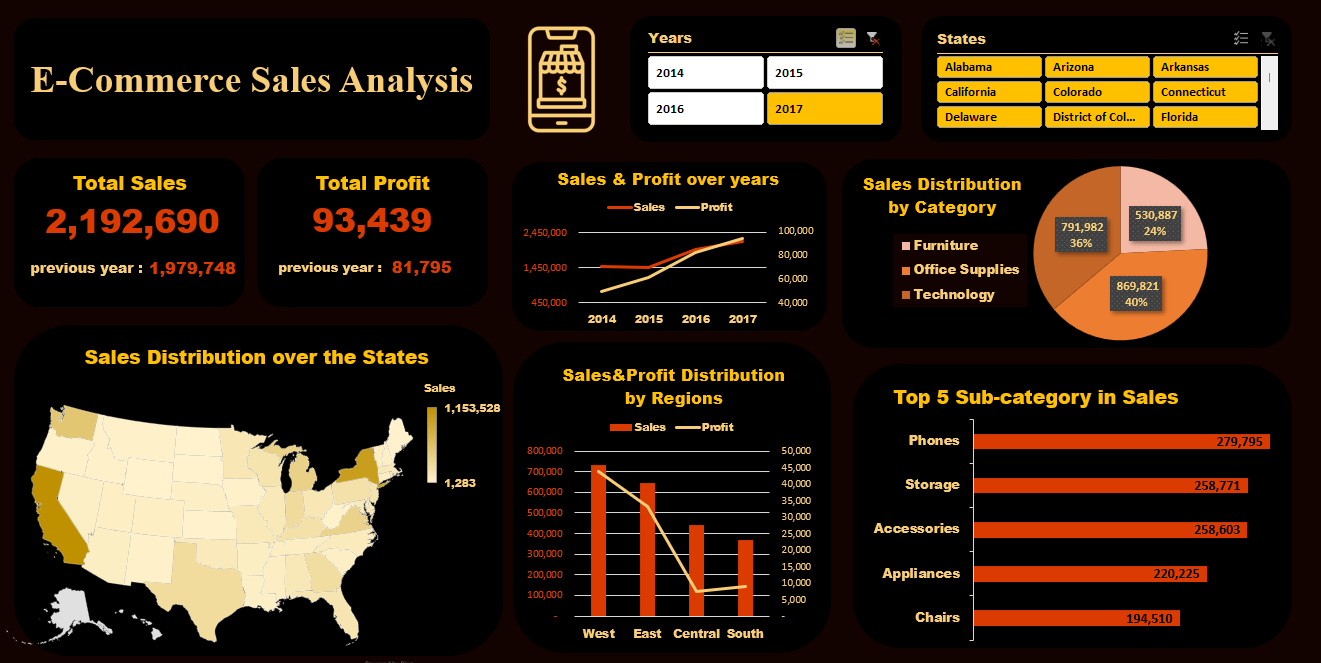 E-Commerce Sales Analysis
$
Years
2014
2015
2016
2017
States
Alabama
Arizona
Arkansas
California
Colorado
Connecticut
Delaware
District of Col...
Florida
Total Sales
2,192,690
previous year : 1,979,748
Total Profit
93,439
previous year : 81,795
Sales & Profit over years
Sales
Profit
2,450,000
1,450,000
450,000
100,000
80,000
60,000
40,000
2014
2015
2016
2017
Sales Distribution
by Category
Furniture
Office Supplies
Technology
530,887
24%
791,982
36%
869,821
40%
Sales Distribution over the States
Sales
1,153,528
1,283
Sales&Profit Distribution
by Regions
Sales
Profit
800,000
700,000
600,000
500,000
400,000
300,000
200,000
100,000
-
50,000
45,000
40,000
35,000
30,000
25,000
20,000
15,000
10,000
5,000
-
West
East
Central
South
Top 5 Sub-category in Sales
Phones
279,795
Storage
258,771
Accessories
258,603
Appliances
220,225
Chairs
194,510